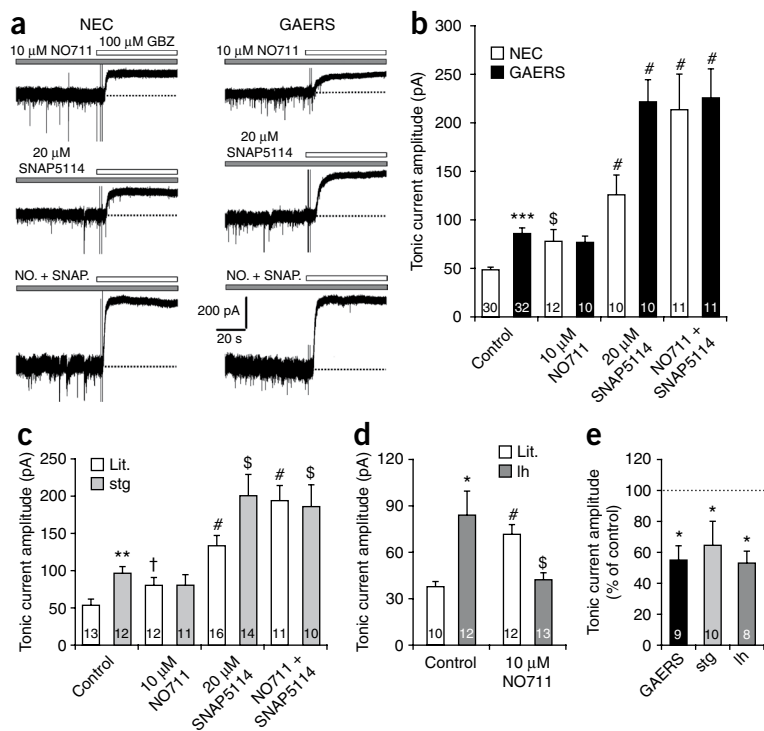 a
NEC
GAERS
10 µM NO711
100 µM GBZ
10 µM NO711
20 µM
SNAP5114
20 µM
SNAP5114
NO. + SNAP.
NO. + SNAP.
200 pA
20 s
b
Tonic current amplitude (pA)
300
250
200
150
100
50
0
NEC
GAERS
***
$
#
#
#
#
30
32
12
10
10
10
11
11
Control
10 µM
NO711
20 µM
SNAP5114
NO711 +
SNAP5114
c
Tonic current amplitude (pA)
250
200
150
100
50
0
Lit.
stg
**
†
#
$
#
$
13
12
12
11
16
14
11
10
Control
10 µM
NO711
20 µM
SNAP5114
NO711 +
SNAP5114
d
Tonic current amplitude (pA)
120
90
60
30
0
Lit.
lh
*
#
$
10
12
12
13
Control
10 µM
NO711
e
Tonic current amplitude
(% of control)
120
100
80
60
40
20
0
*
*
*
9
10
8
GAERS
stg
lh